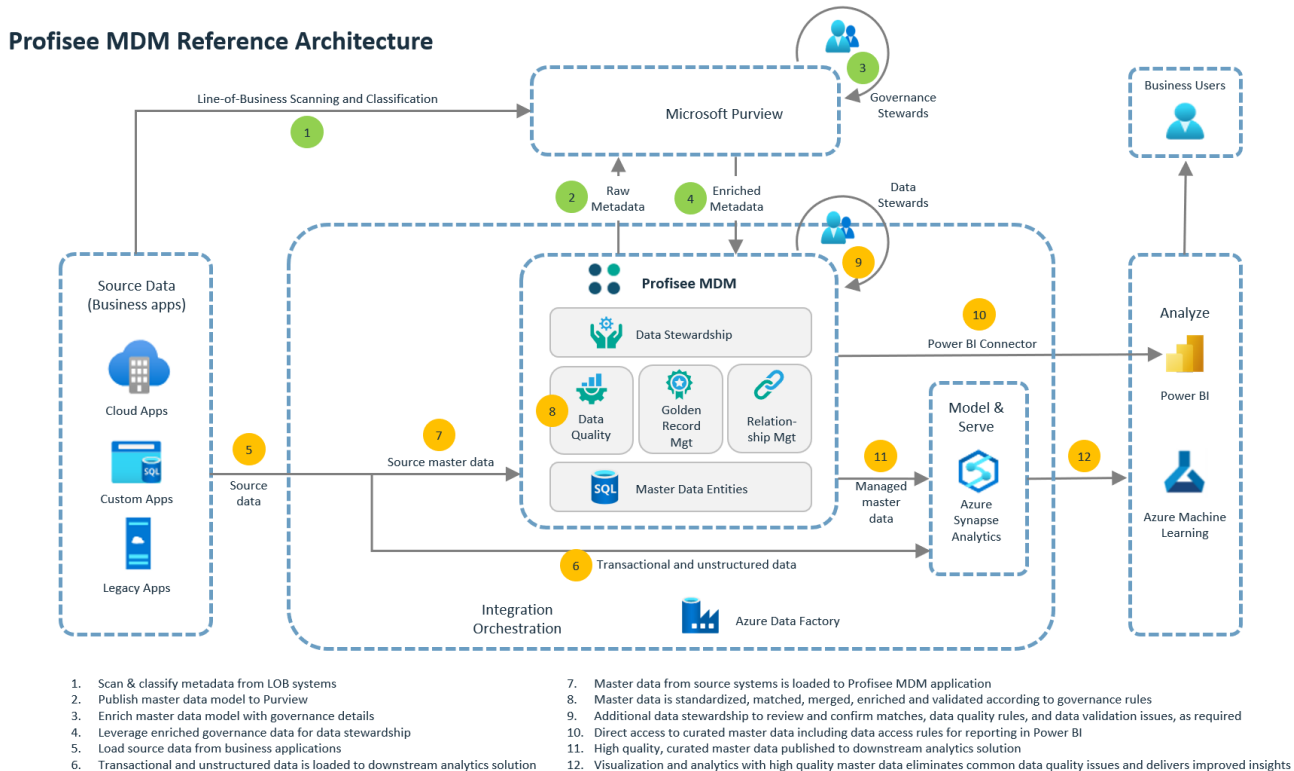 Profisee MDM Reference Architecture
3
Governance
Stewards
Business Users
Line-of-Business Scanning and Classification
1
Microsoft Purview
2
Raw
Metadata
4
Enriched
Metadata
Data
Stewards
9
Source Data
(Business apps)
Cloud Apps
SQL
Custom Apps
Legacy Apps
5
Source
data
7
Source master data
Profisee MDM
Data Stewardship
8
Data
Quality
Golden
Record
Mgt
Relation-
ship Mgt
SQL
Master Data Entities
10
Power BI Connector
11
Managed
master
data
Model &
Serve
Azure
Synapse
Analytics
12
Analyze
Power BI
Azure Machine
Learning
6
Transactional and unstructured data
Integration
Orchestration
Azure Data Factory
1. Scan & classify metadata from LOB systems
2. Publish master data model to Purview
3. Enrich master data model with governance details
4. Leverage enriched governance data for data stewardship
5. Load source data from business applications
6. Transactional and unstructured data is loaded to downstream analytics solution
7. Master data from source systems is loaded to Profisee MDM application
8. Master data is standardized, matched, merged, enriched and validated according to governance rules
9. Additional data stewardship to review and confirm matches, data quality rules, and data validation issues, as required
10. Direct access to curated master data including data access rules for reporting in Power BI
11. High quality, curated master data published to downstream analytics solution
12. Visualization and analytics with high quality master data eliminates common data quality issues and delivers improved insights